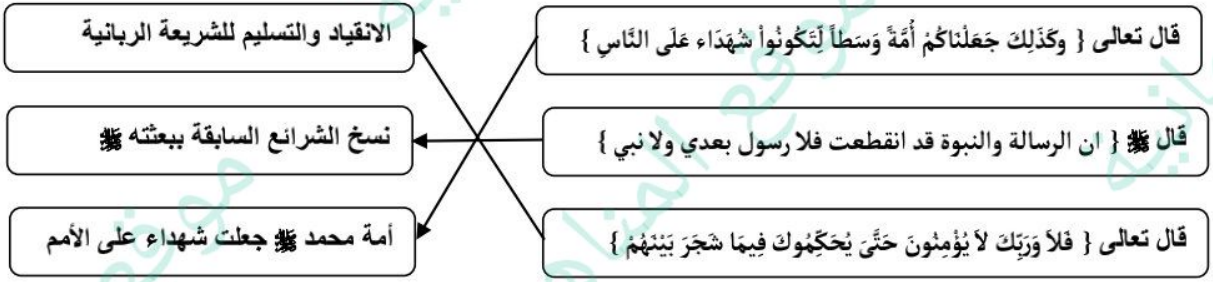 قال تعالى { وكَذَلِكَ جَعَلْنَاكُمْ أُمَّةً وَسَطاً لِّتَكُونُواْ شُهَدَاء عَلَى النَّاسِ }
الانقياد والتسليم للشريعة الربانية
قال ﷺ { ان الرسالة والنبوة قد انقطعت فلا رسول بعدي ولا نبي }
نسخ الشرائع السابقة ببعثته ﷺ
قال تعالى { فَلاَ وَرَبِّكَ لاَ يُؤْمِنُونَ حَتَّىَ يُحَكِّمُوكَ فِيمَا شَجَرَ بَيْنَهُمْ }
أمة محمد ﷺ جعلت شهداء على الأمم